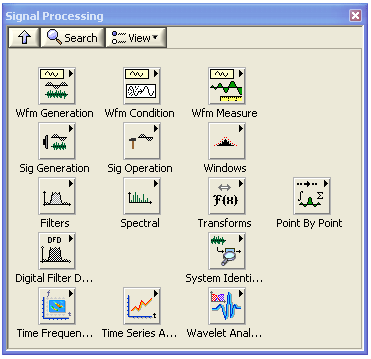 Signal Processing
Search View
Wfm Generation Wfm Condition Wfm Measure
Sig Generation Sig Operation Windows
F(x)
Filters Spectral Transforms Point By Point
DFD
Digital Filter D... System Identi...
Time Frequen... Time Series A... Wavelet Anal...